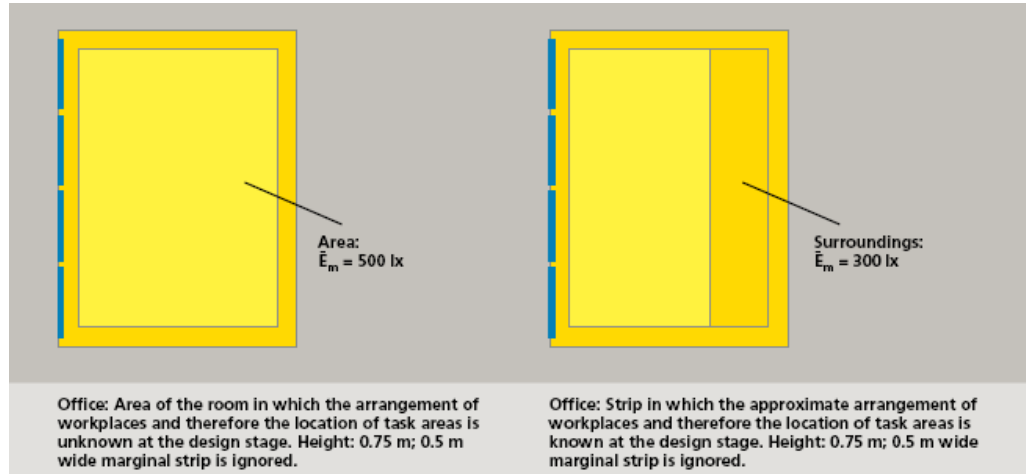 Area:
Ēm = 500 lx
Surroundings:
Ēm = 300 lx
Office: Area of the room in which the arrangement of
workplaces and therefore the location of task areas is
unknown at the design stage. Height: 0.75 m; 0.5 m
wide marginal strip is ignored.
Office: Strip in which the approximate arrangement of
workplaces and therefore the location of task areas is
known at the design stage. Height: 0.75 m; 0.5 m wide
marginal strip is ignored.